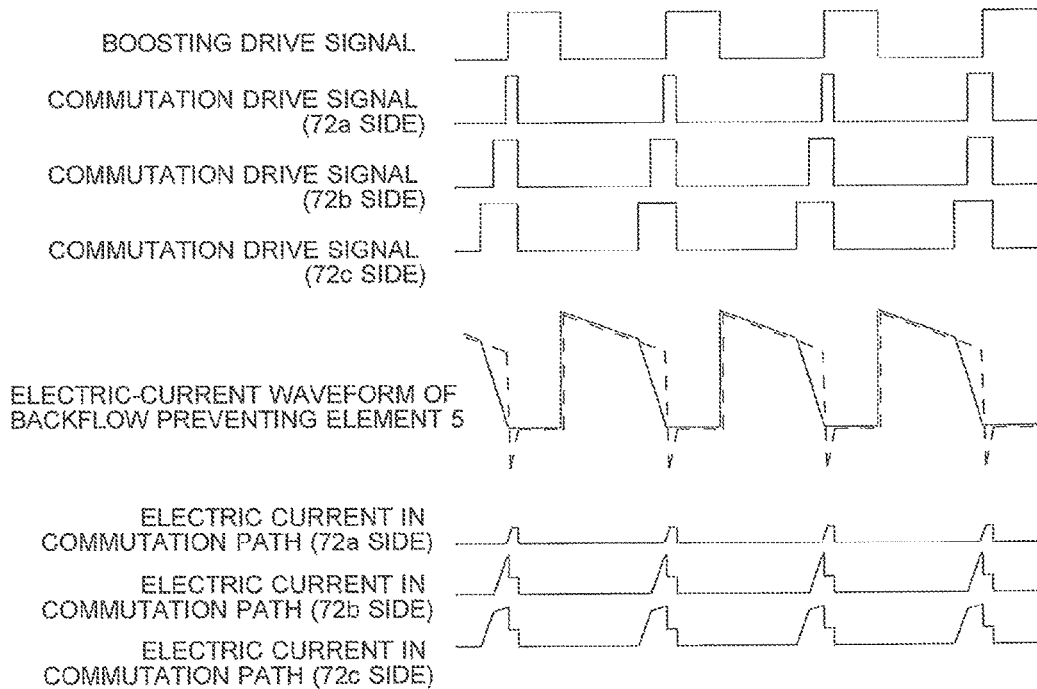 BOOSTING DRIVE SIGNAL
COMMUTATION DRIVE SIGNAL
(72a SIDE)
COMMUTATION DRIVE SIGNAL
(72b SIDE)
COMMUTATION DRIVE SIGNAL
(72c SIDE)
ELECTRIC-CURRENT WAVEFORM OF
BACKFLOW PREVENTING ELEMENT 5
ELECTRIC CURRENT IN
COMMUTATION PATH (72a SIDE)
ELECTRIC CURRENT IN
COMMUTATION PATH (72b SIDE)
ELECTRIC CURRENT IN
COMMUTATION PATH (72c SIDE)